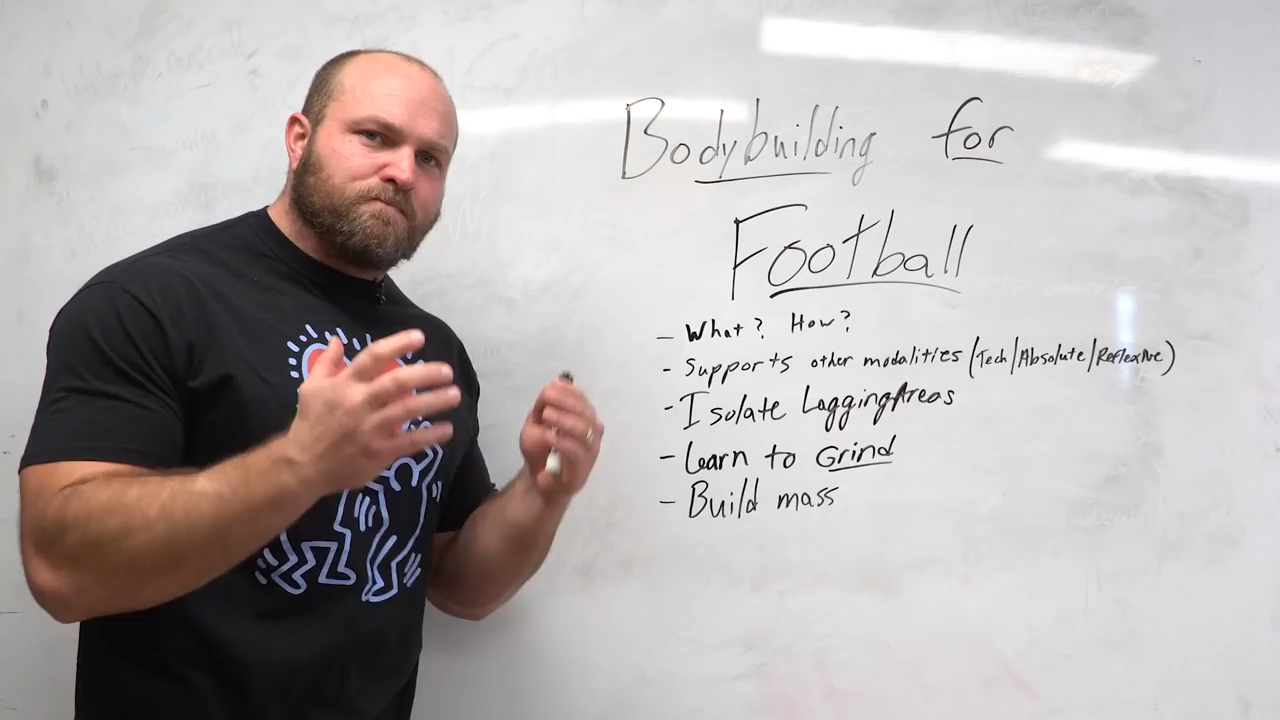 Bodybuilding for
Football
- What? How?
- Supports other modalities (Tech/Absolute/Reflexive)
- Isolate Lagging Areas
- Learn to Grind
- Build mass